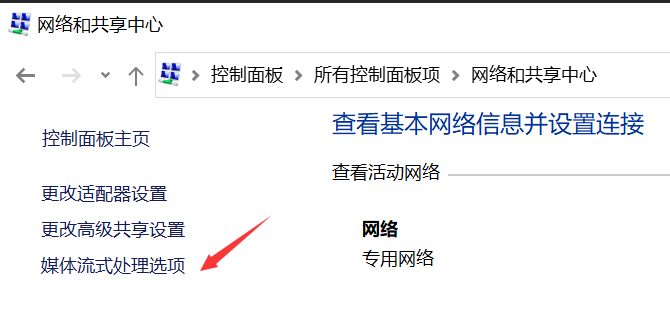 网络和共享中心
控制面板 > 所有控制面板项 > 网络和共享中心
控制面板主页
更改适配器设置
更改高级共享设置
媒体流式处理选项
查看基本网络信息并设置连接
查看活动网络
网络
专用网络